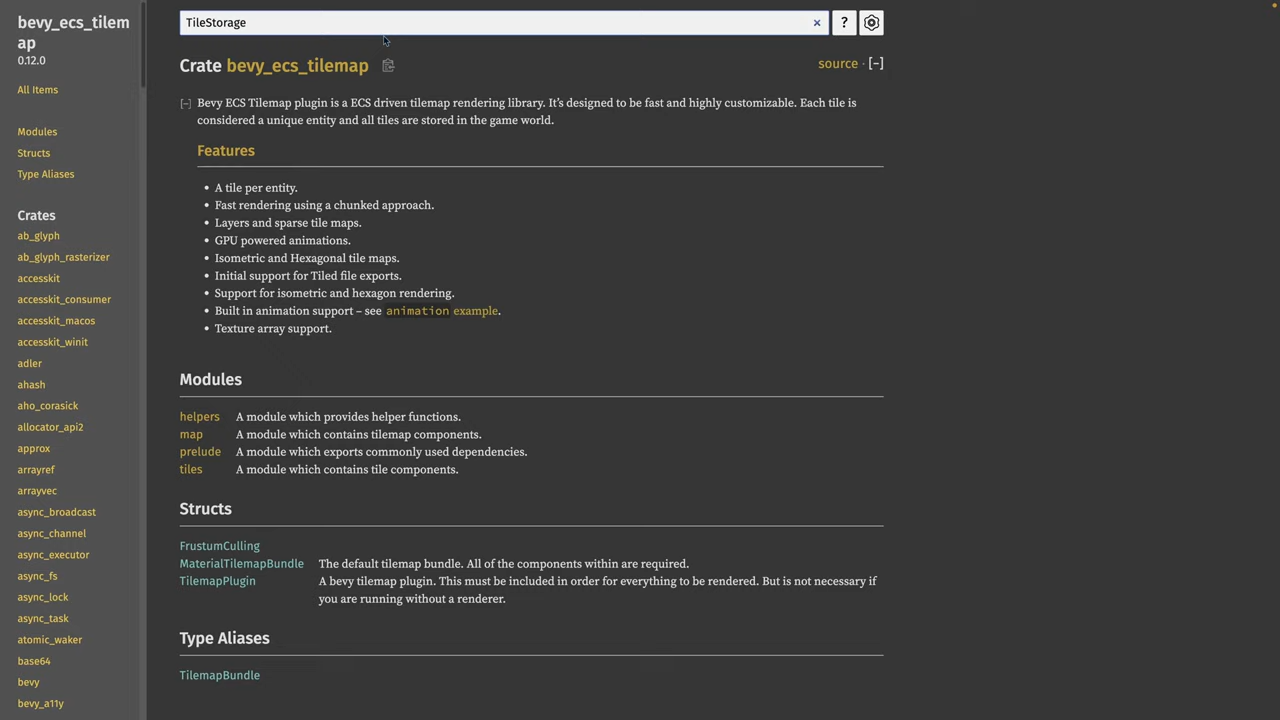 bevy_ecs_tilem
ap
0.12.0
All Items
Modules
Structs
Type Aliases
Crates
ab_glyph
ab_glyph_rasterizer
accesskit
accesskit_consumer
accesskit_macos
accesskit_winit
adler
ahash
aho_corasick
allocator_api2
approx
arrayref
arrayvec
async_broadcast
async_channel
async_executor
async_fs
async_lock
async_task
atomic_waker
base64
bevy
bevy_a11y
TileStorage
?
Crate bevy_ecs_tilemap
source · [−]
[−] Bevy ECS Tilemap plugin is a ECS driven tilemap rendering library. It’s designed to be fast and highly customizable. Each tile is
considered a unique entity and all tiles are stored in the game world.
Features
• A tile per entity.
• Fast rendering using a chunked approach.
• Layers and sparse tile maps.
• GPU powered animations.
• Isometric and Hexagonal tile maps.
• Initial support for Tiled file exports.
• Support for isometric and hexagon rendering.
• Built in animation support – see animation example.
• Texture array support.
Modules
helpers A module which provides helper functions.
map A module which contains tilemap components.
prelude A module which exports commonly used dependencies.
tiles A module which contains tile components.
Structs
FrustumCulling
MaterialTilemapBundle The default tilemap bundle. All of the components within are required.
TilemapPlugin A bevy tilemap plugin. This must be included in order for everything to be rendered. But is not necessary if
you are running without a renderer.
Type Aliases
TilemapBundle